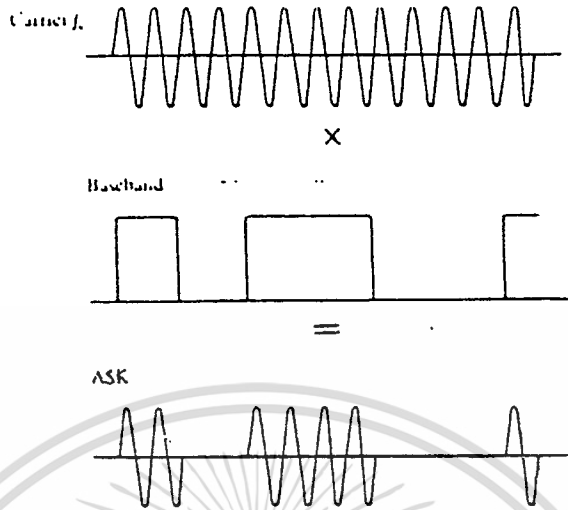 Carrier fc
×
Baseband
=
ASK